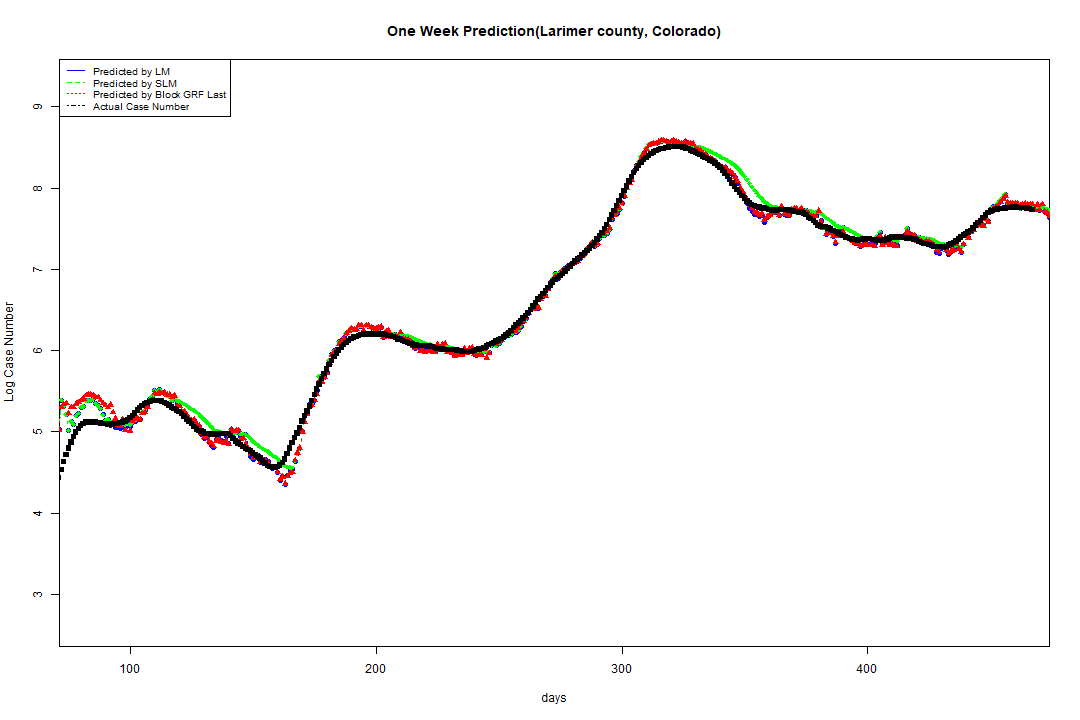 One Week Prediction(Larimer county, Colorado)
Predicted by LM
Predicted by SLM
Predicted by Block GRF Last
Actual Case Number
9
8
7
6
5
4
3
Log Case Number
100
200
300
400
days